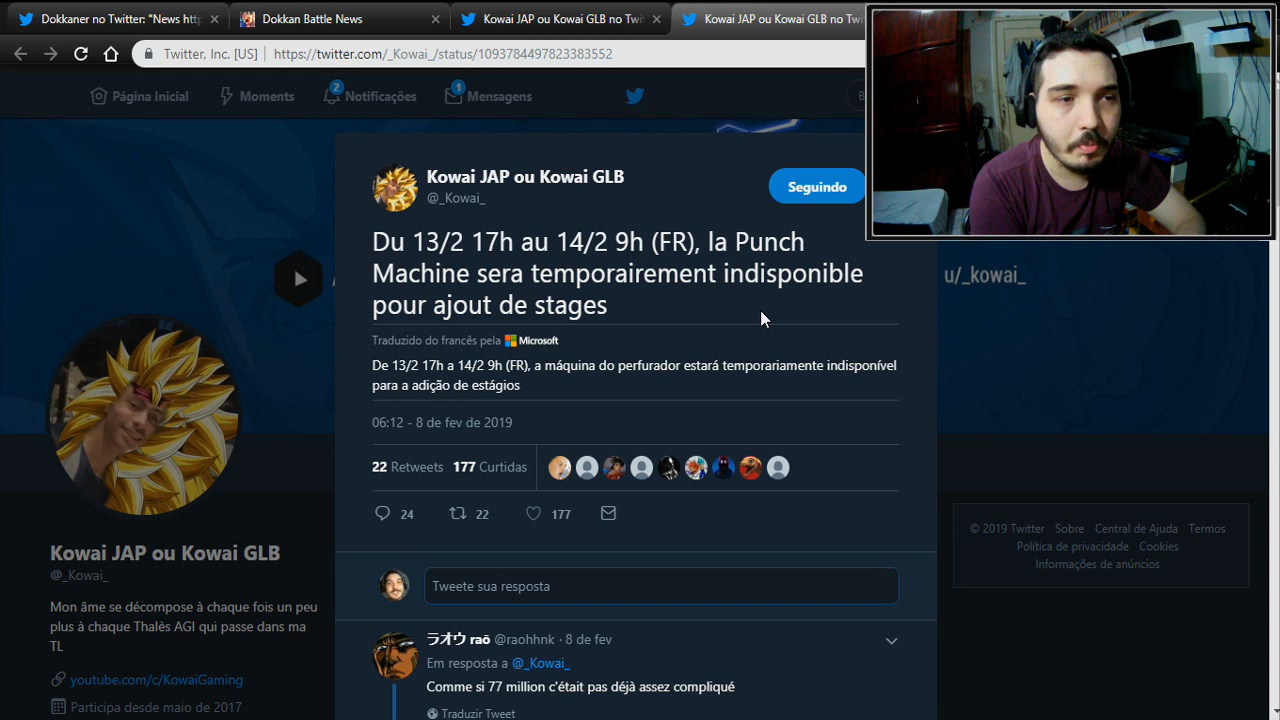 Dokkaner no Twitter: "News http
Dokkan Battle News
Kowai JAP ou Kowai GLB no Twit
Kowai JAP ou Kowai GLB no Twi
Twitter, Inc. [US]
https://twitter.com/_Kowai_/status/1093784497823383552
Página Inicial
Moments
2
Notificações
1
Mensagens
Kowai JAP ou Kowai GLB
@_Kowai_
Seguindo
Du 13/2 17h au 14/2 9h (FR), la Punch
Machine sera temporairement indisponible
pour ajout de stages
u/_kowai_
Traduzido do francês pela Microsoft
De 13/2 17h a 14/2 9h (FR), a máquina do perfurador estará temporariamente indisponível
para a adição de estágios
06:12 - 8 de fev de 2019
22 Retweets 177 Curtidas
24
22
177
Tweete sua resposta
ラオウ raō @raohhnk · 8 de fev
Em resposta a @_Kowai_
Comme si 77 million c'était pas déjà assez compliqué
Traduzir Tweet
Kowai JAP ou Kowai GLB
@_Kowai_
Mon âme se décompose à chaque fois un peu
plus à chaque Thalès AGI qui passe dans ma
TL
youtube.com/c/KowaiGaming
Participa desde maio de 2017
© 2019 Twitter Sobre Central de Ajuda Termos
Política de privacidade Cookies
Informações de anúncios